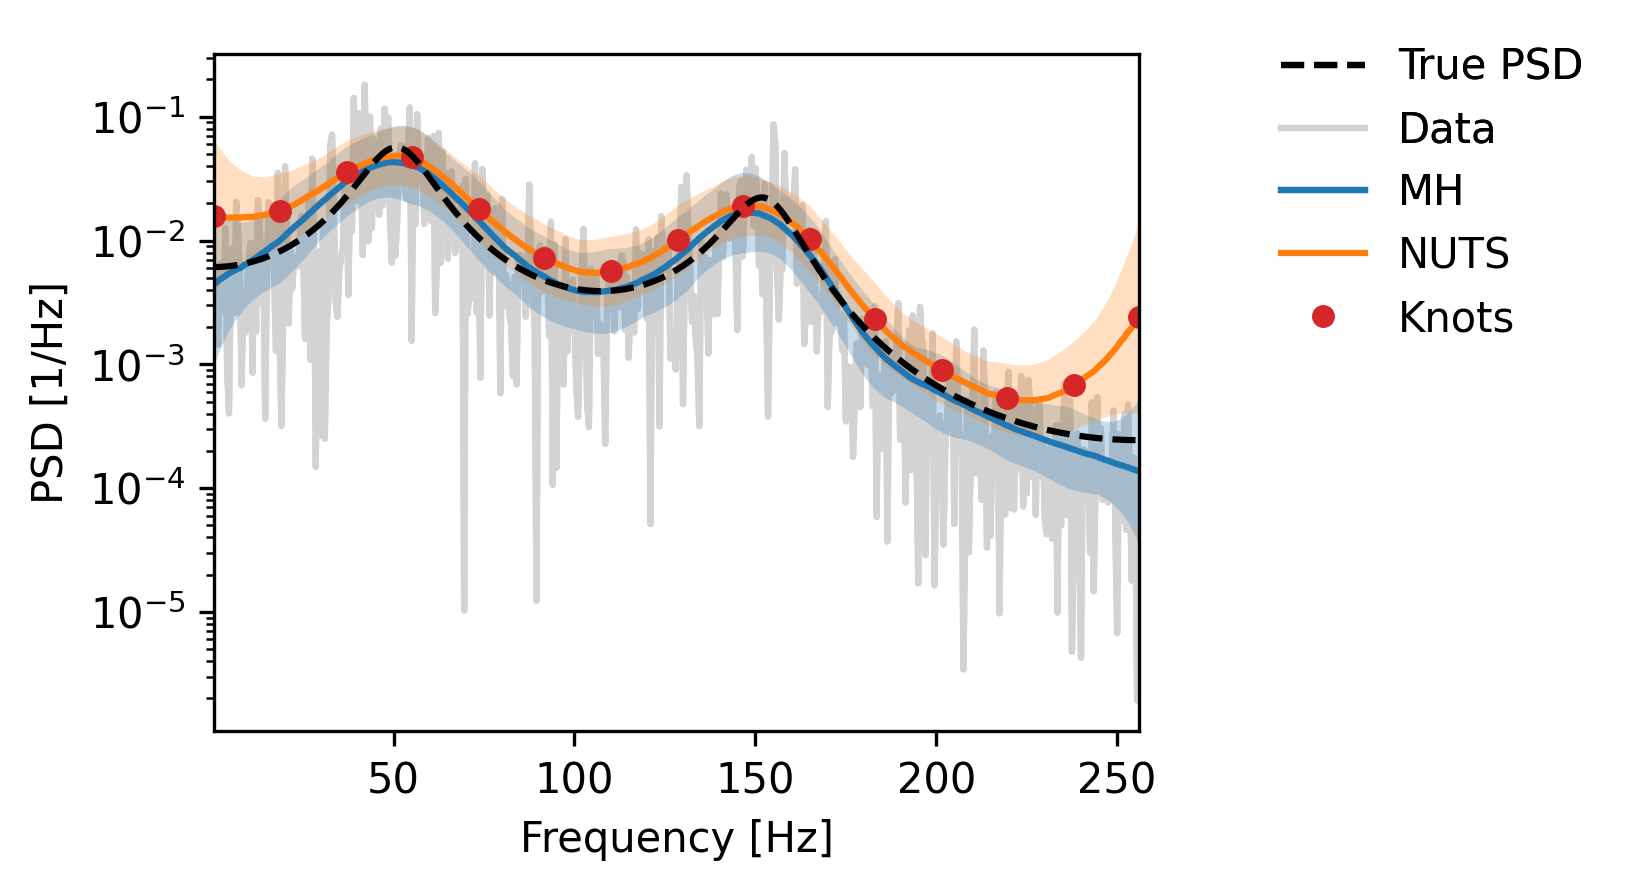 True PSD
Data
MH
NUTS
Knots
PSD [1/Hz]
10⁻¹
10⁻²
10⁻³
10⁻⁴
10⁻⁵
50 100 150 200 250
Frequency [Hz]